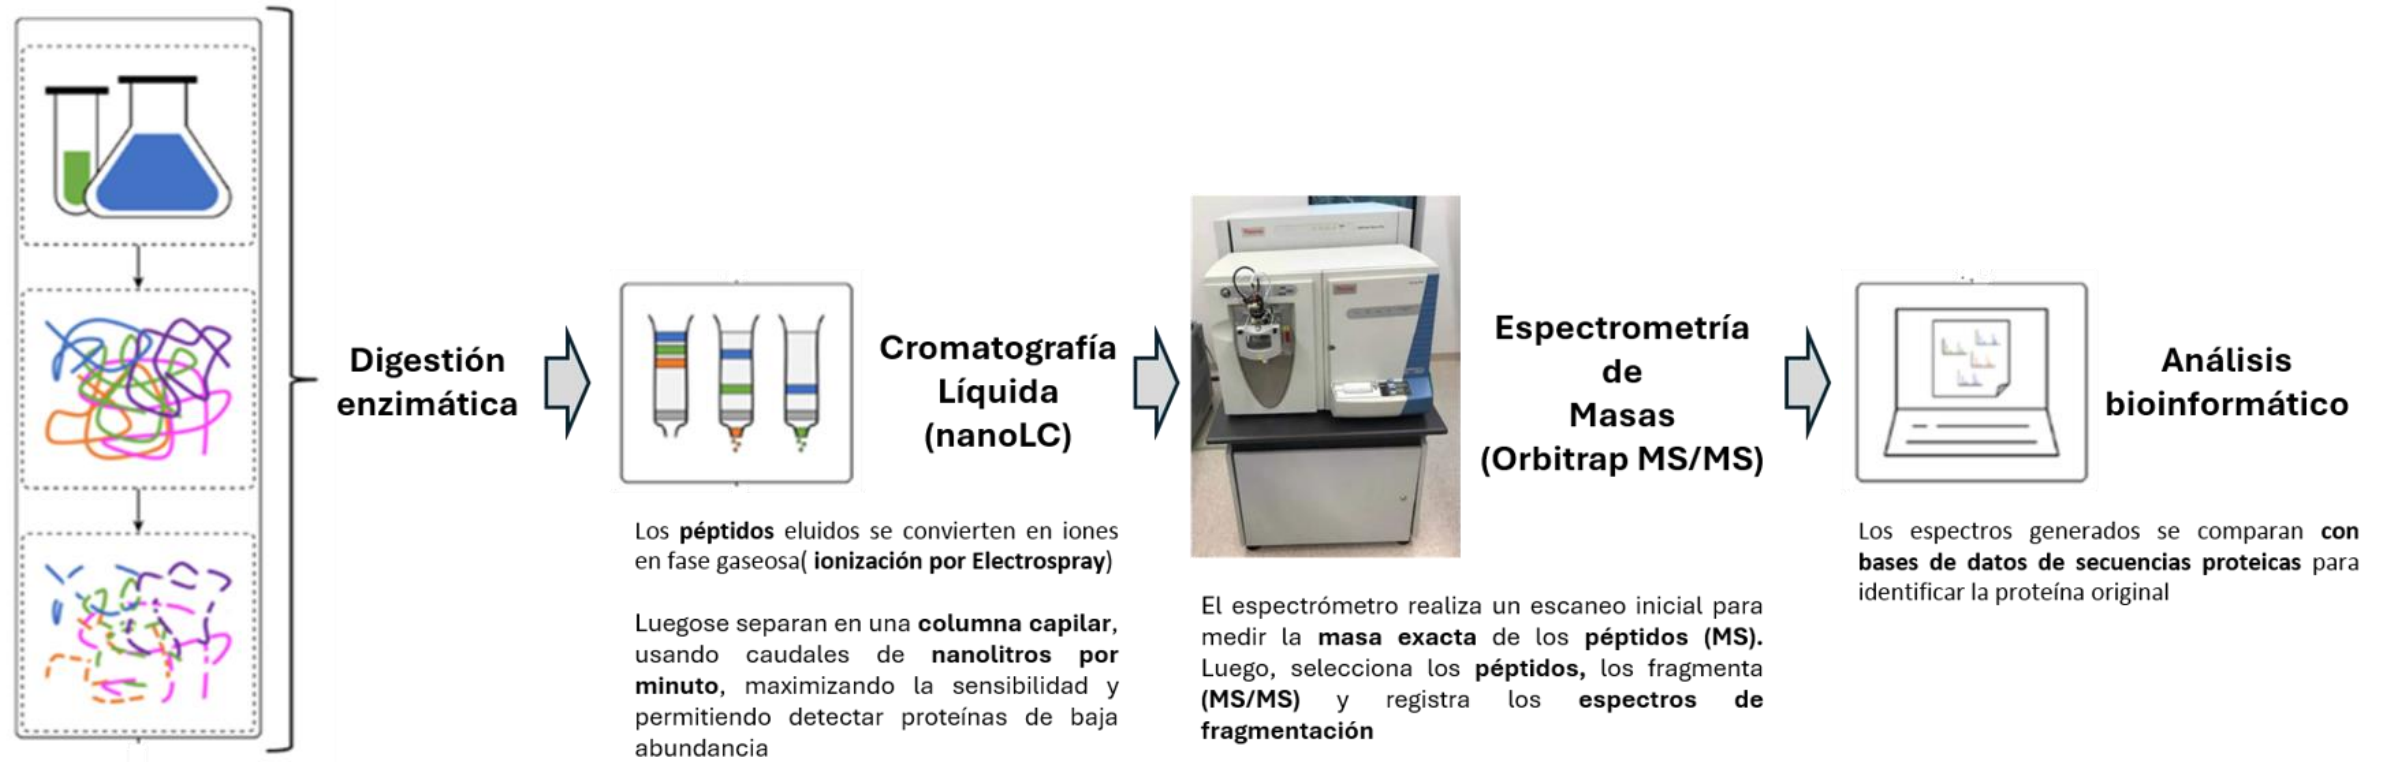 Digestión
enzimática
Cromatografía
Líquida
(nanoLC)
Los péptidos eluidos se convierten en iones
en fase gaseosa( ionización por Electrospray)
Luegose separan en una columna capilar,
usando caudales de nanolitros por
minuto, maximizando la sensibilidad y
permitiendo detectar proteínas de baja
abundancia
Espectrometría
de
Masas
(Orbitrap MS/MS)
El espectrómetro realiza un escaneo inicial para
medir la masa exacta de los péptidos (MS).
Luego, selecciona los péptidos, los fragmenta
(MS/MS) y registra los espectros de
fragmentación
Análisis
bioinformático
Los espectros generados se comparan con
bases de datos de secuencias proteicas para
identificar la proteína original